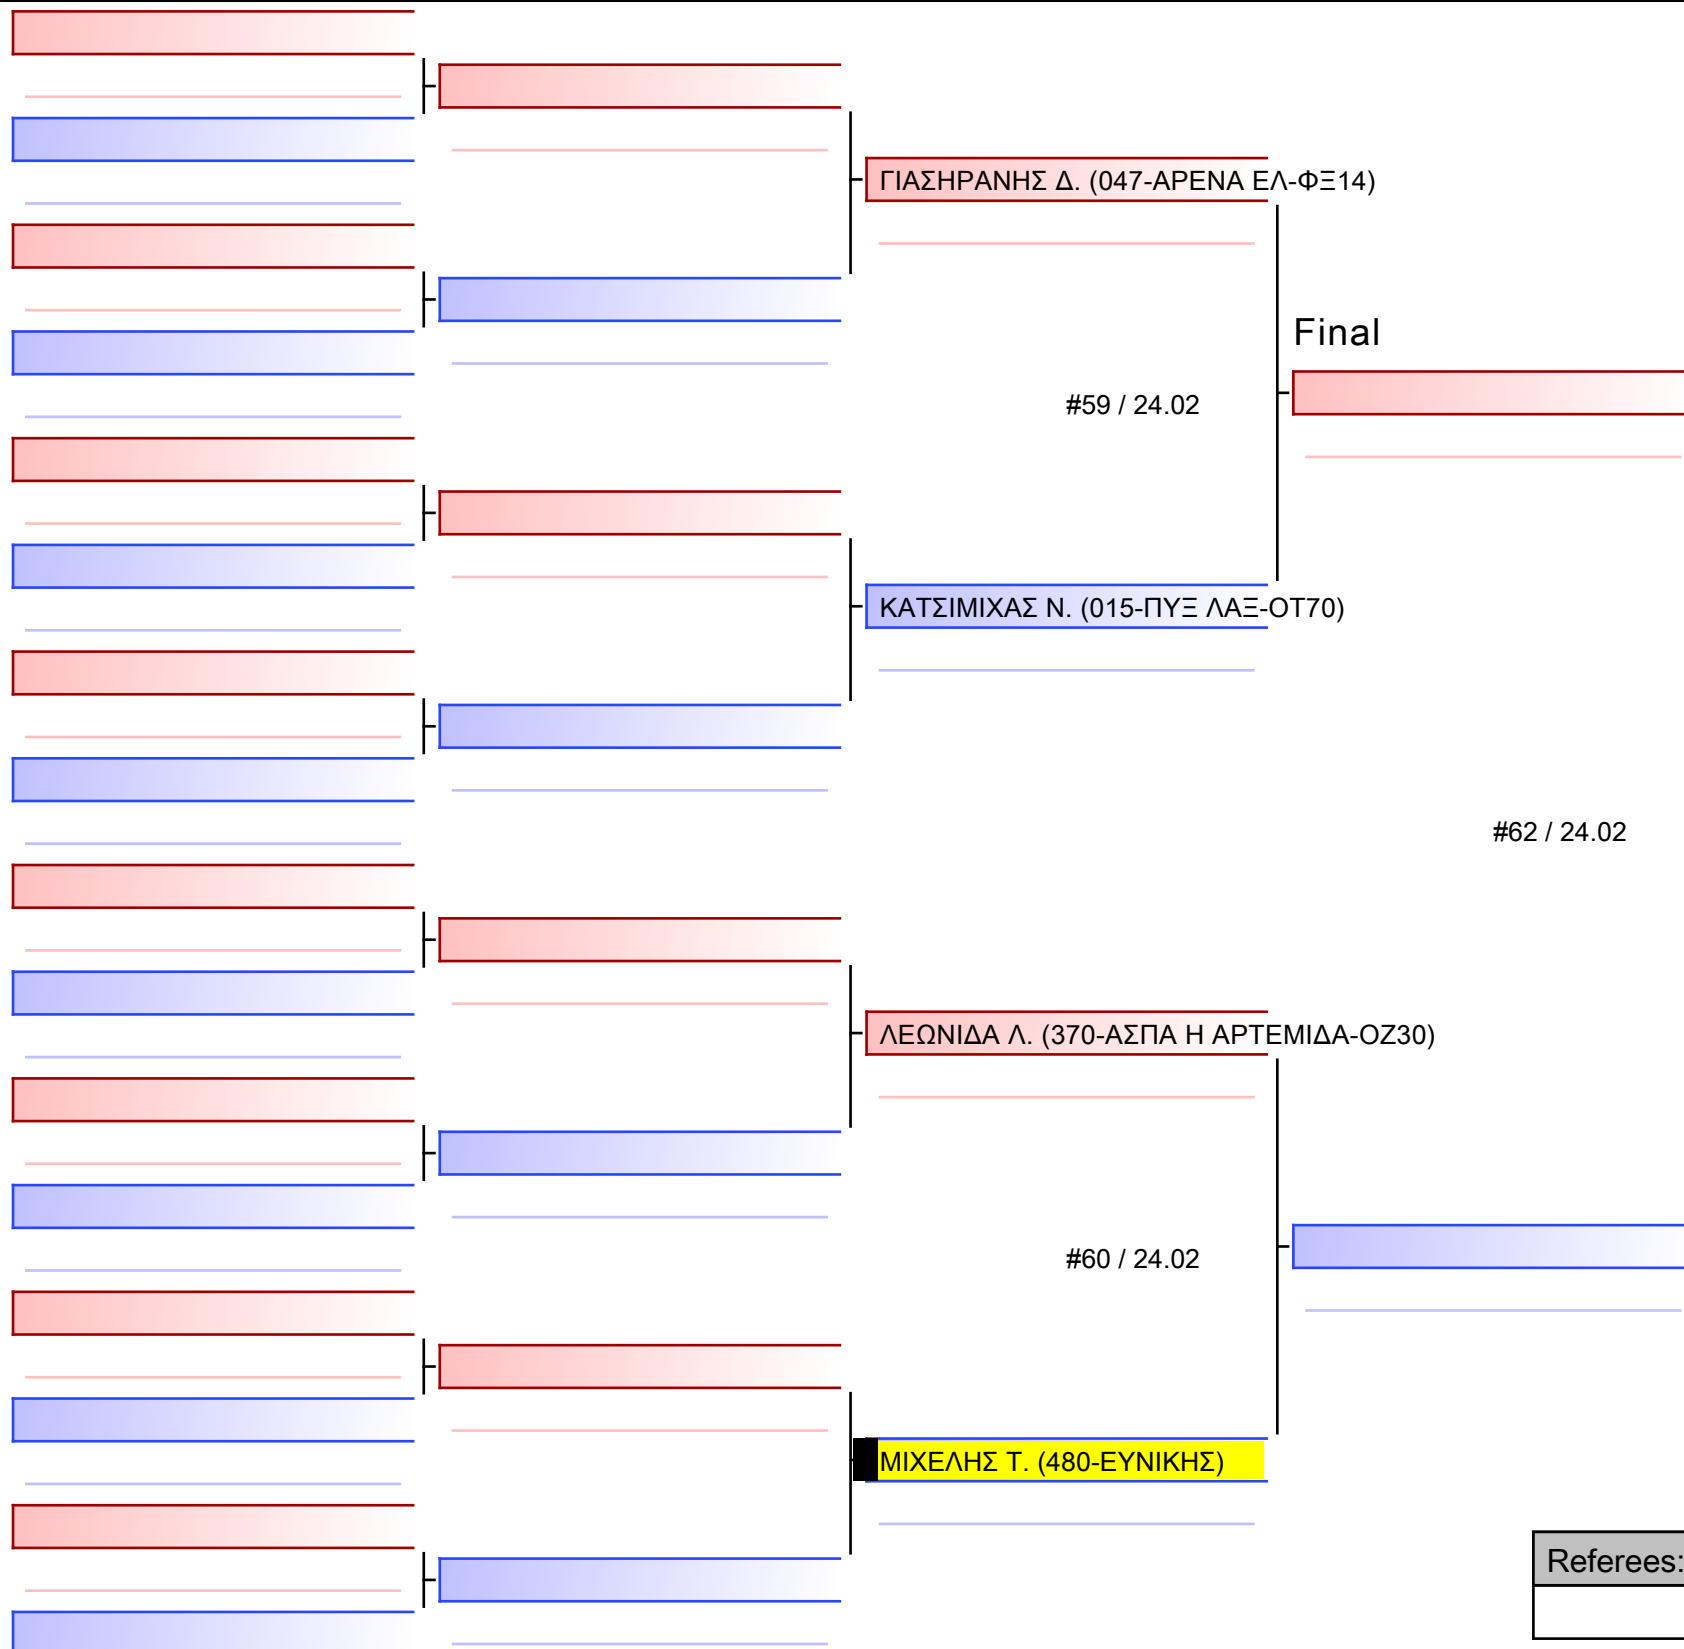 ΓΙΑΣΗΡΑΝΗΣ Δ. (047-ΑΡΕΝΑ ΕΛ-ΦΞ14)
Final
#59 / 24.02
ΚΑΤΣΙΜΙΧΑΣ Ν. (015-ΠΥΞ ΛΑΞ-ΟΤ70)
#62 / 24.02
ΛΕΩΝΙΔΑ Λ. (370-ΑΣΠΑ Η ΑΡΤΕΜΙΔΑ-ΟΖ30)
#60 / 24.02
ΜΙΧΕΛΗΣ Τ. (480-ΕΥΝΙΚΗΣ)
Referees: